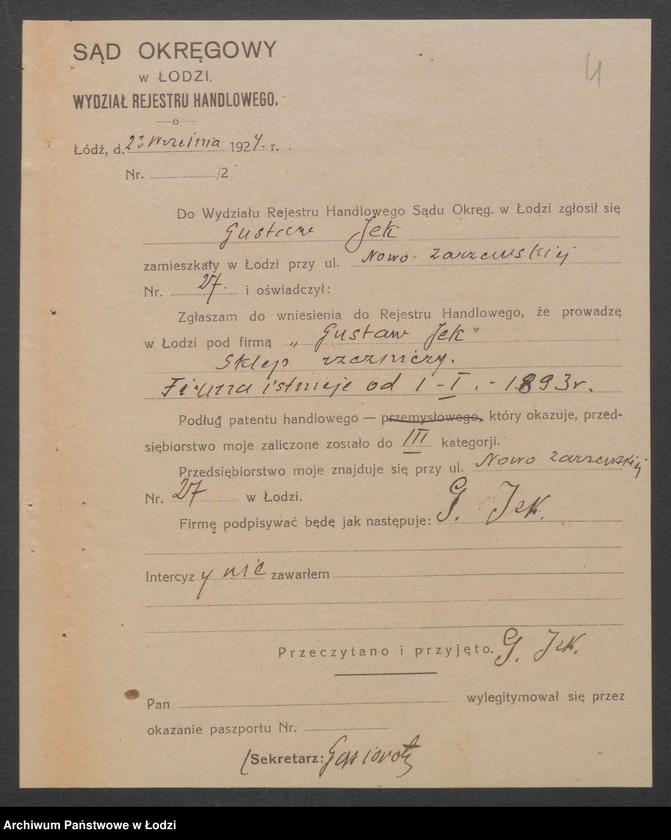 SĄD OKRĘGOWY
w ŁODZI.
WYDZIAŁ REJESTRU HANDLOWEGO.
4
Łódź, d. 23 Września 1924 r.
Nr. /2
Do Wydziału Rejestru Handlowego Sądu Okręg. w Łodzi zgłosił się
Gustaw Jek
zamieszkały w Łodzi przy ul. Nowo-Zarzewskiej
Nr. 27. i oświadczył:
Zgłaszam do wniesienia do Rejestru Handlowego, że prowadzę
w Łodzi pod firmą „Gustaw Jek"
Sklep rzeźniczy.
Firma istnieje od 1-I.-1893 r.
Podług patentu handlowego — przemysłowego, który okazuje, przed-
siębiorstwo moje zaliczone zostało do III kategorji.
Przedsiębiorstwo moje znajduje się przy ul. Nowo Zarzewskiej
Nr. 27 w Łodzi.
Firmę podpisywać będę jak następuje: G. Jek.
Intercyzy nie zawarłem
Przeczytano i przyjęto. G. Jek.
Pan wylegitymował się przez
okazanie paszportu Nr.
(Sekretarz:
Archiwum Państwowe w Łodzi